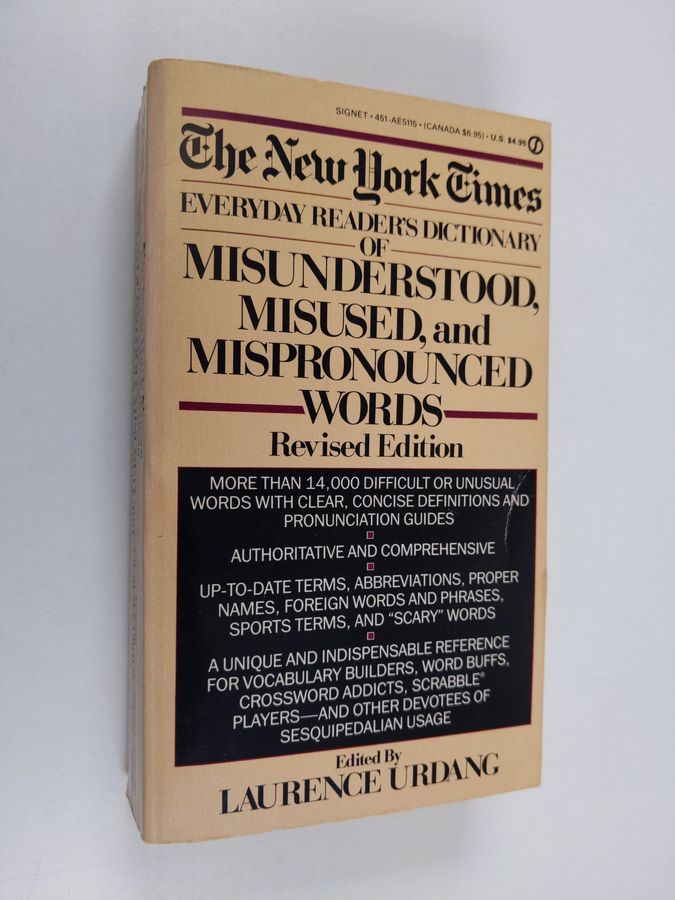 SIGNET • 451-AE5115 • (CANADA $6.95) • U.S. $4.95
The New York Times
EVERYDAY READER'S DICTIONARY
OF
MISUNDERSTOOD,
MISUSED, and
MISPRONOUNCED
WORDS
Revised Edition
MORE THAN 14,000 DIFFICULT OR UNUSUAL
WORDS WITH CLEAR, CONCISE DEFINITIONS AND
PRONUNCIATION GUIDES
AUTHORITATIVE AND COMPREHENSIVE
UP-TO-DATE TERMS, ABBREVIATIONS, PROPER
NAMES, FOREIGN WORDS AND PHRASES,
SPORTS TERMS, AND "SCARY" WORDS
A UNIQUE AND INDISPENSABLE REFERENCE
FOR VOCABULARY BUILDERS, WORD BUFFS,
CROSSWORD ADDICTS, SCRABBLE®
PLAYERS—AND OTHER DEVOTEES OF
SESQUIPEDALIAN USAGE
Edited By
LAURENCE URDANG